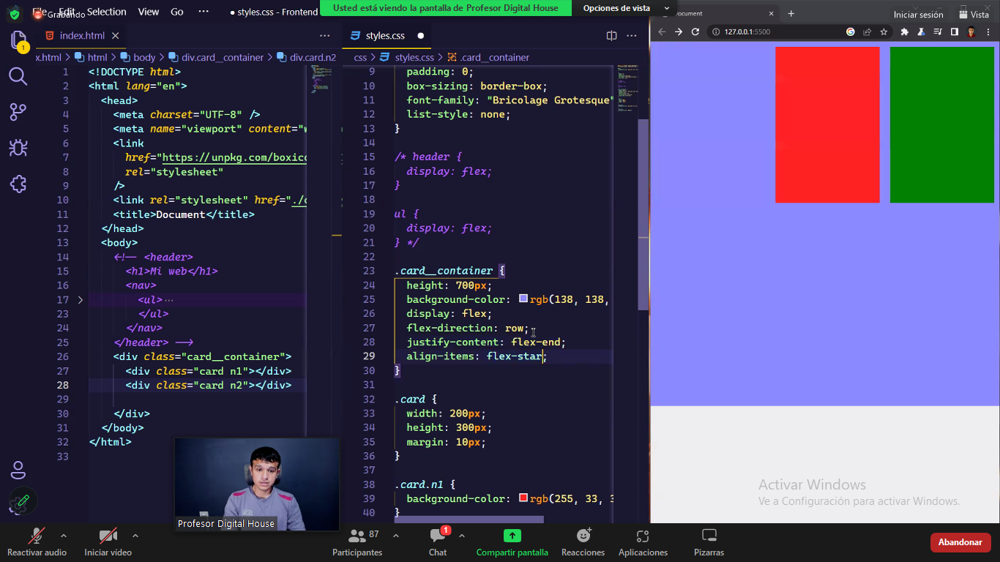 File Edit Selection View Go ··· ● styles.css - Frontend
Grabando
Usted está viendo la pantalla de Profesor Digital House
Opciones de vista
Document
Iniciar sesión
Vista
index.html
styles.css
127.0.0.1:5500
x.html > html > body > div.card__container > div.card.n2
css > styles.css > .card__container
1
1 <!DOCTYPE html>
2 <html lang="en">
3 <head>
4 <meta charset="UTF-8" />
5 <meta name="viewport" content="w
6 <link
7 href="https://unpkg.com/boxico
8 rel="stylesheet"
9 />
10 <link rel="stylesheet" href="./c
11 <title>Document</title>
12 </head>
13 <body>
14 <!-- <header>
15 <h1>Mi web</h1>
16 <nav>
17 <ul>···
23 </ul>
24 </nav>
25 </header> -->
26 <div class="card__container">
27 <div class="card n1"></div>
28 <div class="card n2"></div>
29
30 </div>
31 </body>
32 </html>
33
9 padding: 0;
10 box-sizing: border-box;
11 font-family: "Bricolage Grotesque"
12 list-style: none;
13 }
14
15 /* header {
16 display: flex;
17 }
18
19 ul {
20 display: flex;
21 } */
22
23 .card__container {
24 height: 700px;
25 background-color: rgb(138, 138,
26 display: flex;
27 flex-direction: row;
28 justify-content: flex-end;
29 align-items: flex-star;
30 }
31
32 .card {
33 width: 200px;
34 height: 300px;
35 margin: 10px;
36 }
37
38 .card.n1 {
39 background-color: rgb(255, 33, 3
40 }
Activar Windows
Ve a Configuración para activar Windows.
Profesor Digital House
Reactivar audio
Iniciar vídeo
87
Participantes
1
Chat
Compartir pantalla
Reacciones
Aplicaciones
Pizarras
Abandonar